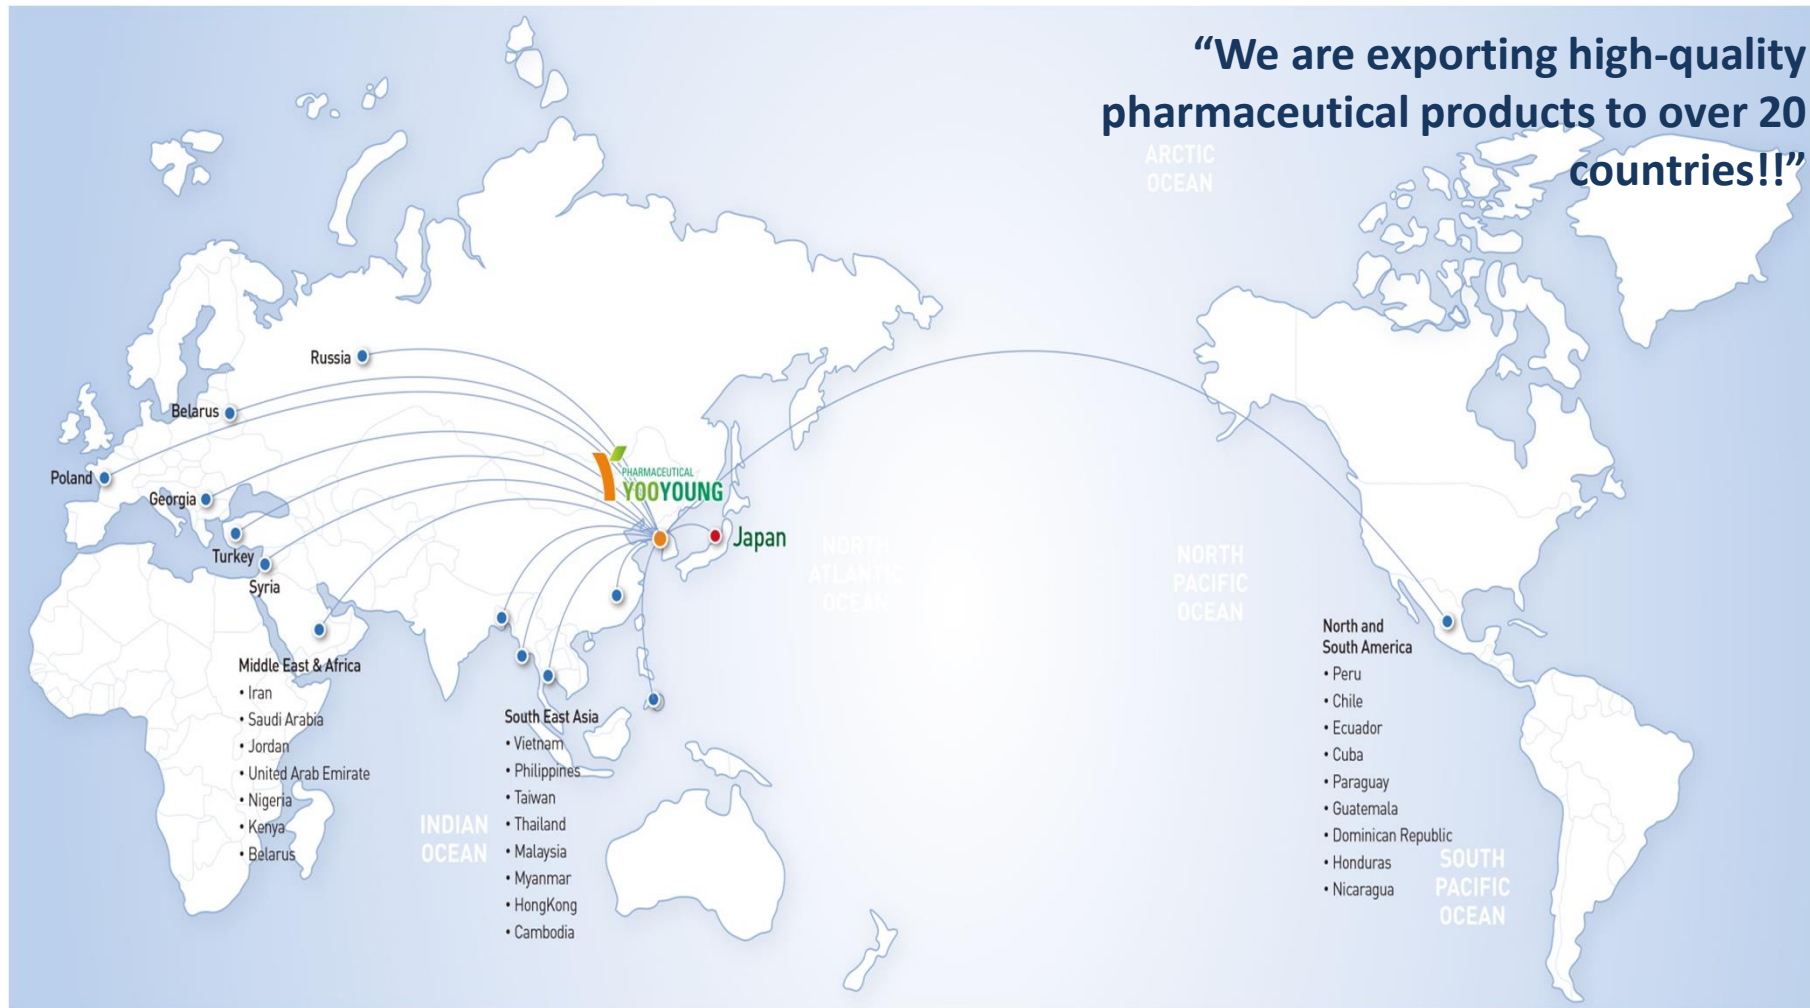 “We are exporting high-quality
pharmaceutical products to over 20
countries!!”
ARCTIC
OCEAN
Russia
Belarus
Poland
Georgia
Turkey
Syria
PHARMACEUTICAL
YOOYOUNG
Japan
NORTH
ATLANTIC
OCEAN
NORTH
PACIFIC
OCEAN
Middle East & Africa
• Iran
• Saudi Arabia
• Jordan
• United Arab Emirate
• Nigeria
• Kenya
• Belarus
INDIAN
OCEAN
South East Asia
• Vietnam
• Philippines
• Taiwan
• Thailand
• Malaysia
• Myanmar
• HongKong
• Cambodia
North and
South America
• Peru
• Chile
• Ecuador
• Cuba
• Paraguay
• Guatemala
• Dominican Republic
• Honduras
• Nicaragua
SOUTH
PACIFIC
OCEAN